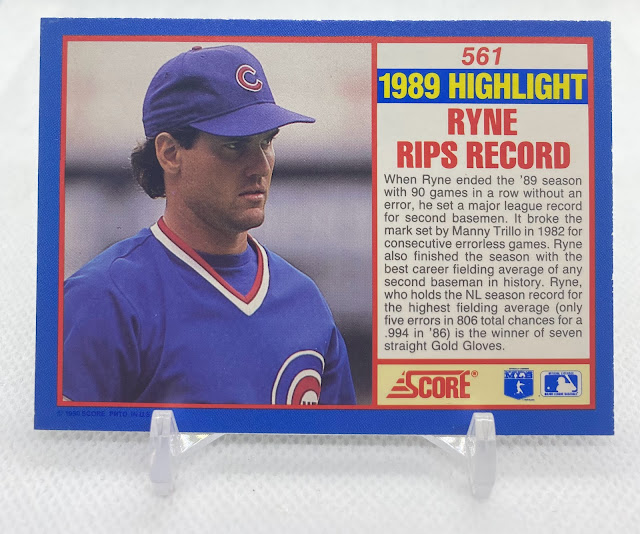 C
561
1989 HIGHLIGHT
RYNE
RIPS RECORD
When Ryne ended the '89 season
with 90 games in a row without an
error, he set a major league record
for second basemen. It broke the
mark set by Manny Trillo in 1982 for
consecutive errorless games. Ryne
also finished the season with the
best career fielding average of any
second baseman in history. Ryne,
who holds the NL season record for
the highest fielding average (only
five errors in 806 total chances for a
.994 in '86) is the winner of seven
straight Gold Gloves.
SCORE